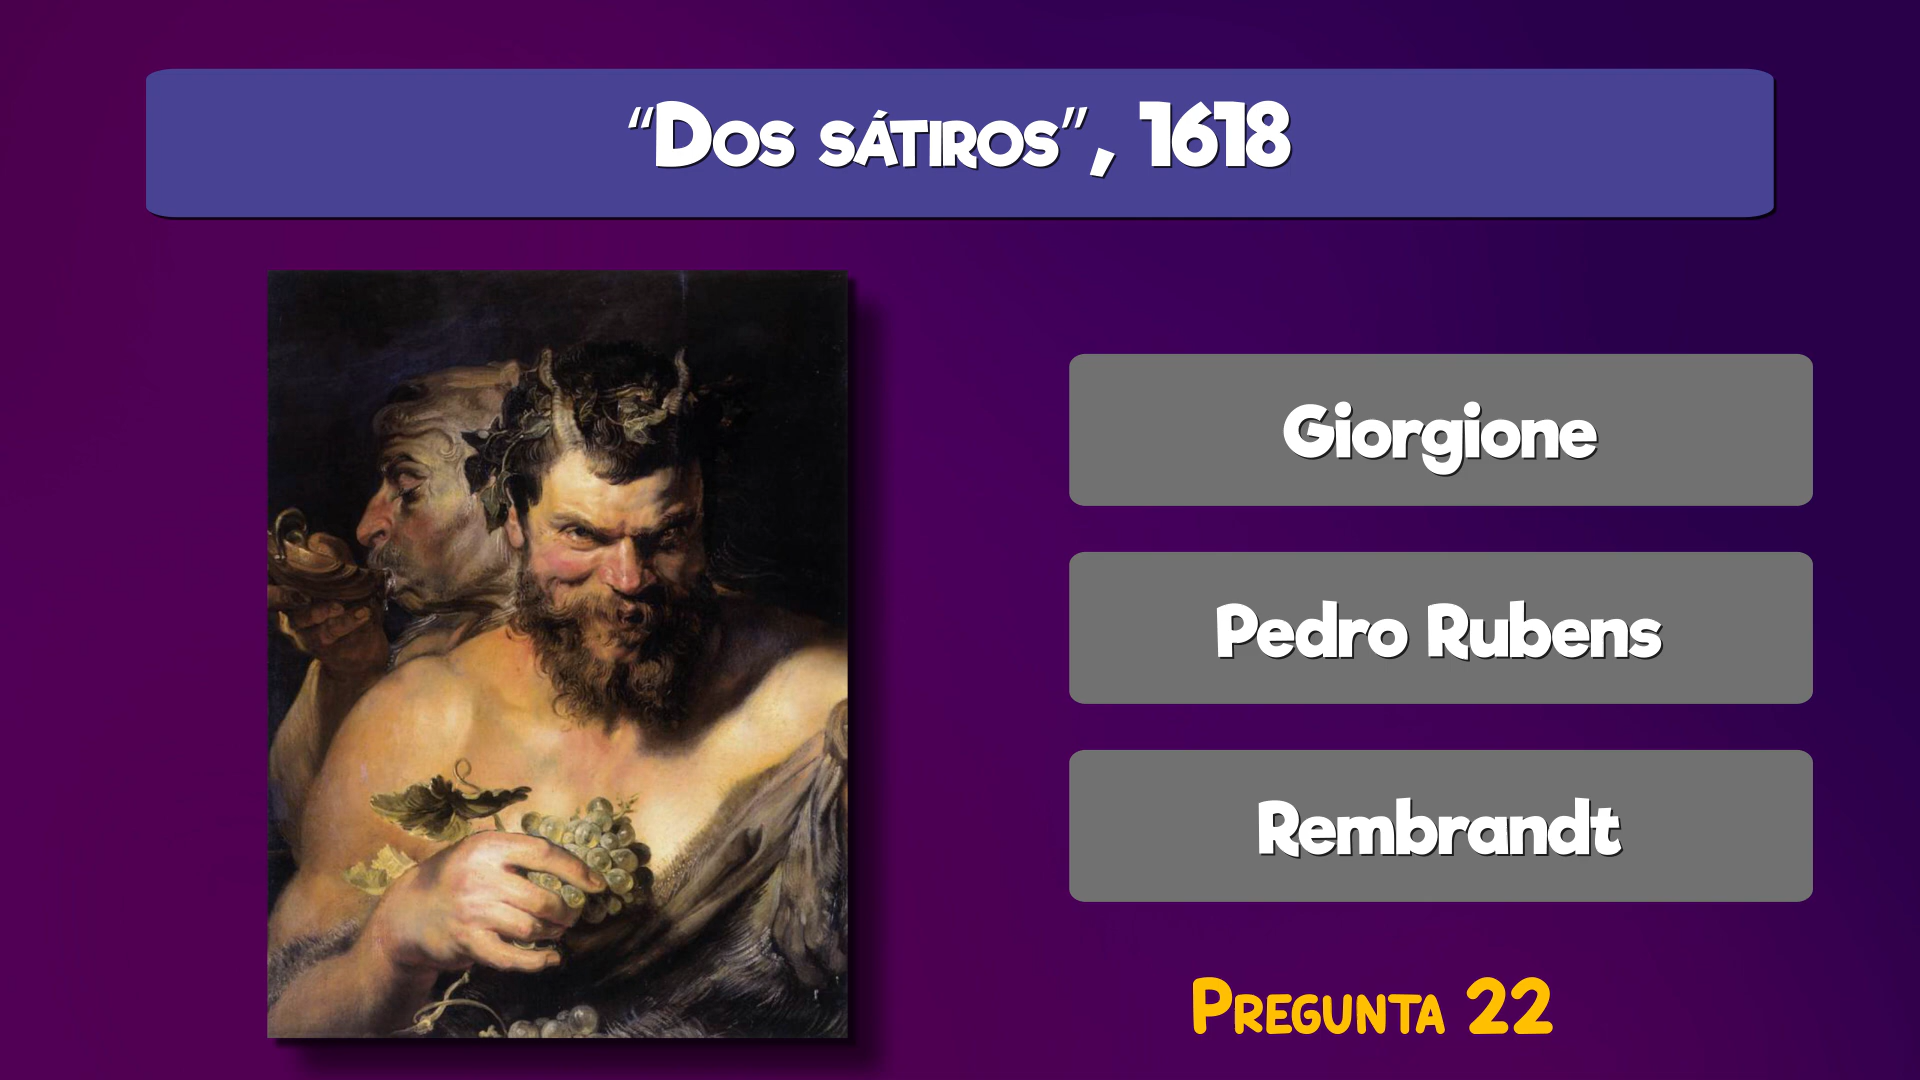 “Dos sátiros”, 1618
Giorgione
Pedro Rubens
Rembrandt
Pregunta 22